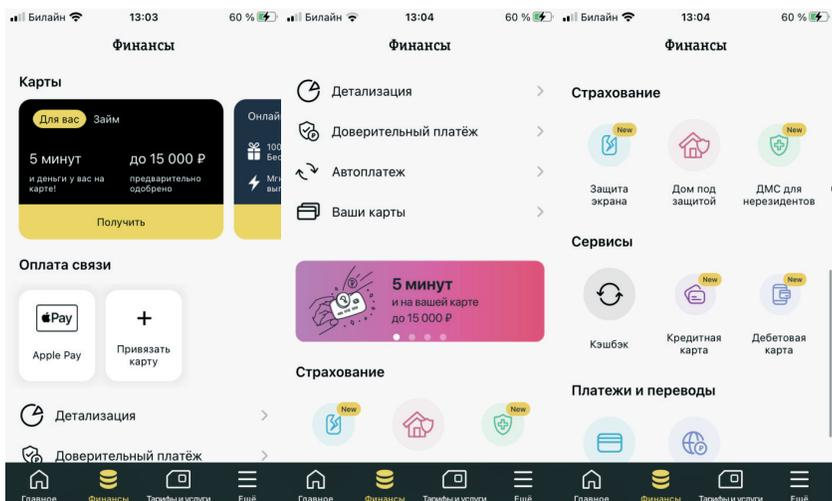 Билайн
13:03
60 %
Финансы
Карты
Для вас
Займ
5 минут
и деньги у вас на
карте!
до 15 000 ₽
предварительно
одобрено
Получить
Оплата связи
Pay
Apple Pay
+
Привязать
карту
Детализация
Доверительный платёж
Главное
Финансы
Тарифы и услуги
Ещё
Билайн
13:04
60 %
Финансы
Детализация
Доверительный платёж
Автоплатеж
Ваши карты
5 минут
и на вашей карте
до 15 000 ₽
Страхование
New
New
Главное
Финансы
Тарифы и услуги
Ещё
Билайн
13:04
60 %
Финансы
Страхование
New
New
Защита
экрана
Дом под
защитой
ДМС для
нерезидентов
Сервисы
New
New
Кэшбэк
Кредитная
карта
Дебетовая
карта
Платежи и переводы
Главное
Финансы
Тарифы и услуги
Ещё